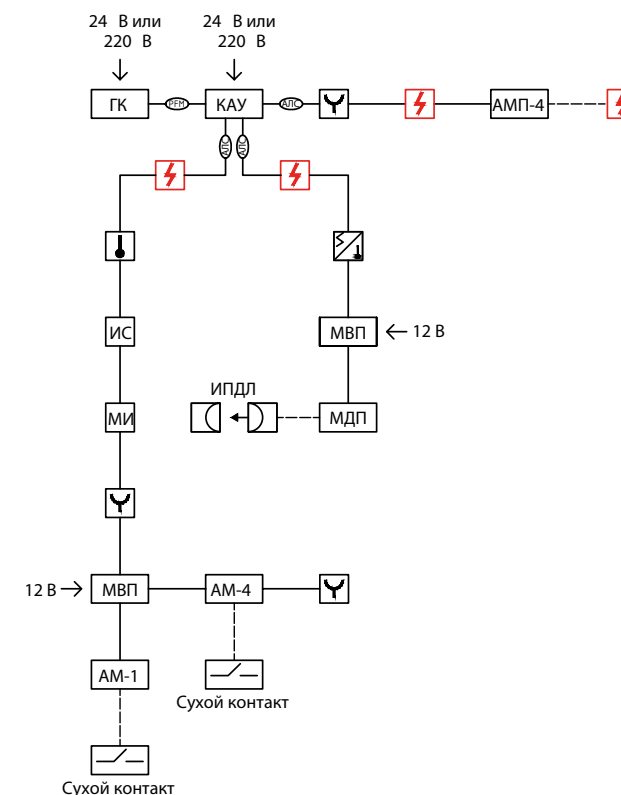 24 В или
220 В
24 В или
220 В
ГК
PFM
КАУ
АЛС
АМП-4
АЛС
АЛС
ИС
МВП
12 В
ИПДЛ
МИ
МДП
12 В
МВП
АМ-4
АМ-1
Сухой контакт
Сухой контакт